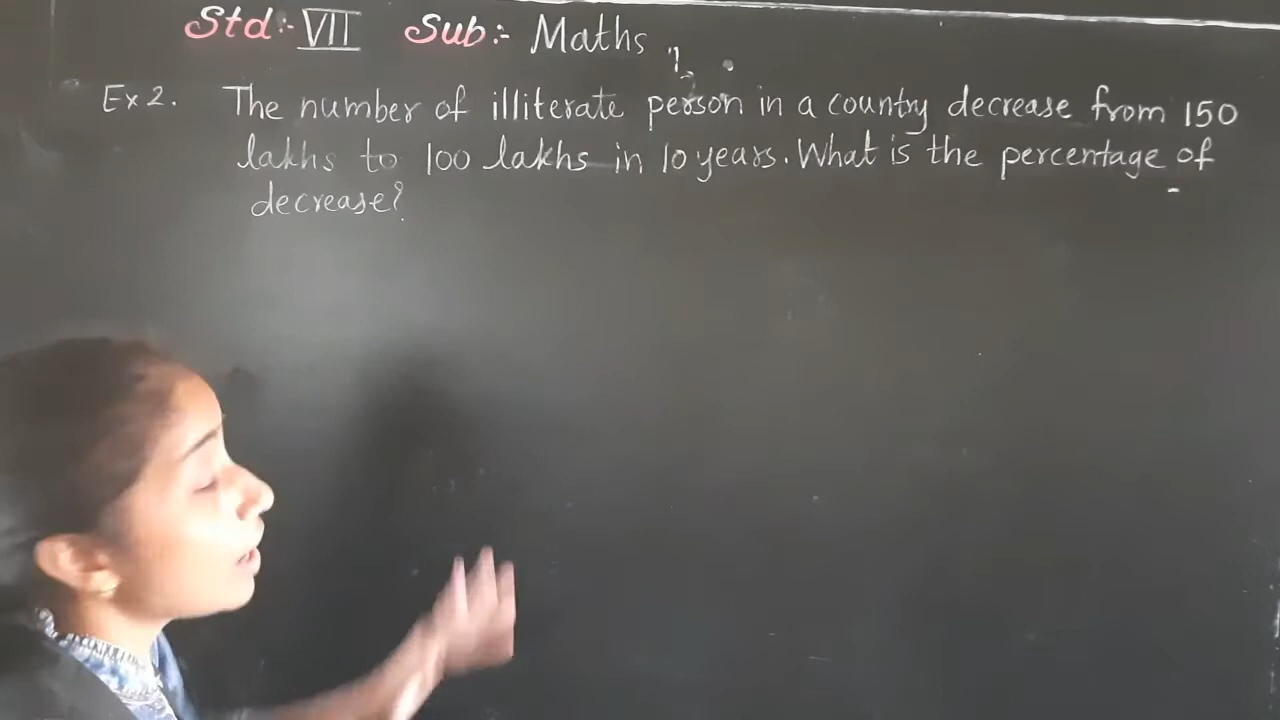 Std:- VII Sub:- Maths
Ex 2. The number of illiterate person in a country decrease from 150
lakhs to 100 lakhs in 10 years. What is the percentage of
decrease?